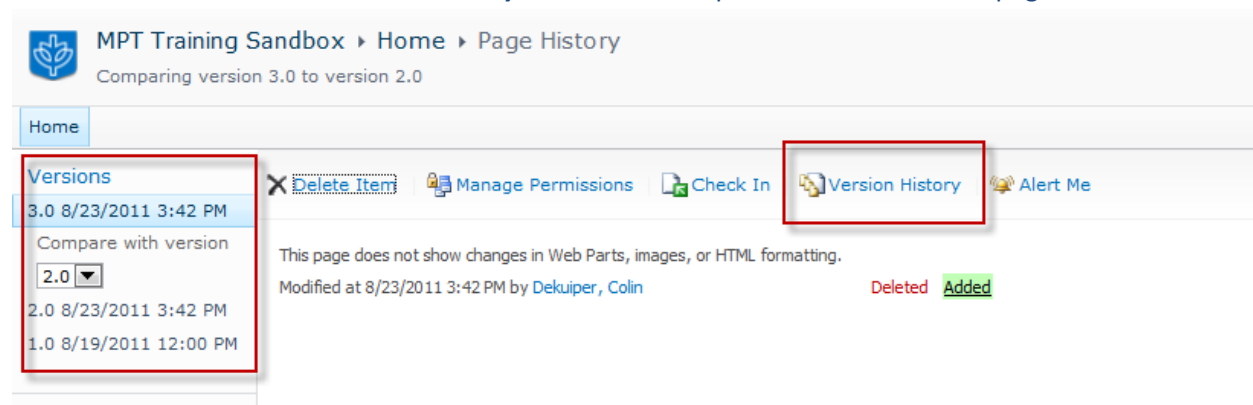 MPT Training Sandbox ▸ Home ▸ Page History
Comparing version 3.0 to version 2.0
Home
Versions
3.0 8/23/2011 3:42 PM
Compare with version
2.0
2.0 8/23/2011 3:42 PM
1.0 8/19/2011 12:00 PM
Delete Item Manage Permissions Check In Version History Alert Me
This page does not show changes in Web Parts, images, or HTML formatting.
Modified at 8/23/2011 3:42 PM by Dekuiper, Colin Deleted Added